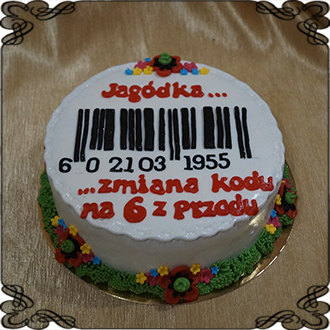 Jagódka...
6 0 2103 1955
...zmiana kodu
na 6 z przodu